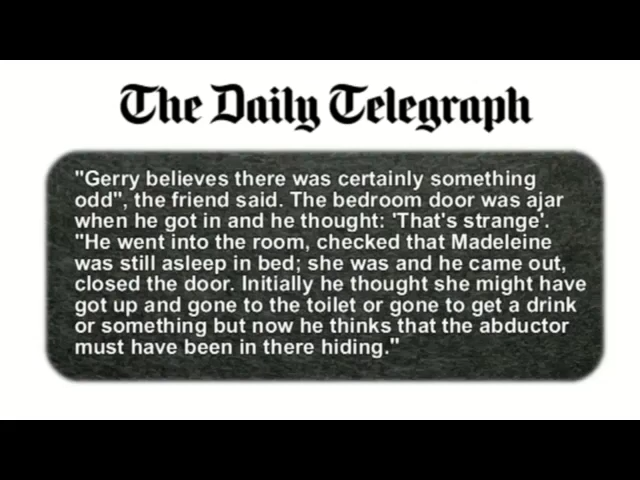 The Daily Telegraph
"Gerry believes there was certainly something
odd", the friend said. The bedroom door was ajar
when he got in and he thought: 'That's strange'.
"He went into the room, checked that Madeleine
was still asleep in bed; she was and he came out,
closed the door. Initially he thought she might have
got up and gone to the toilet or gone to get a drink
or something but now he thinks that the abductor
must have been in there hiding."